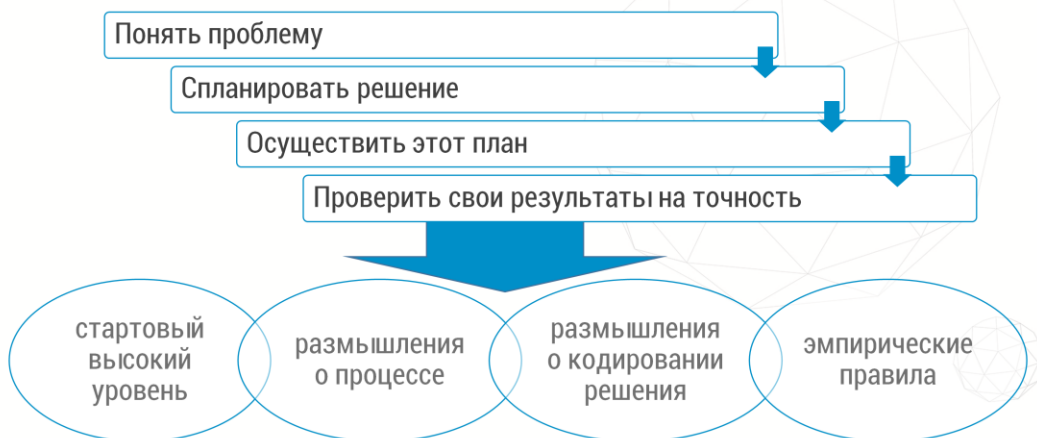 Понять проблему
Спланировать решение
Осуществить этот план
Проверить свои результаты на точность
стартовый
высокий
уровень
размышления
о процессе
размышления
о кодировании
решения
эмпирические
правила